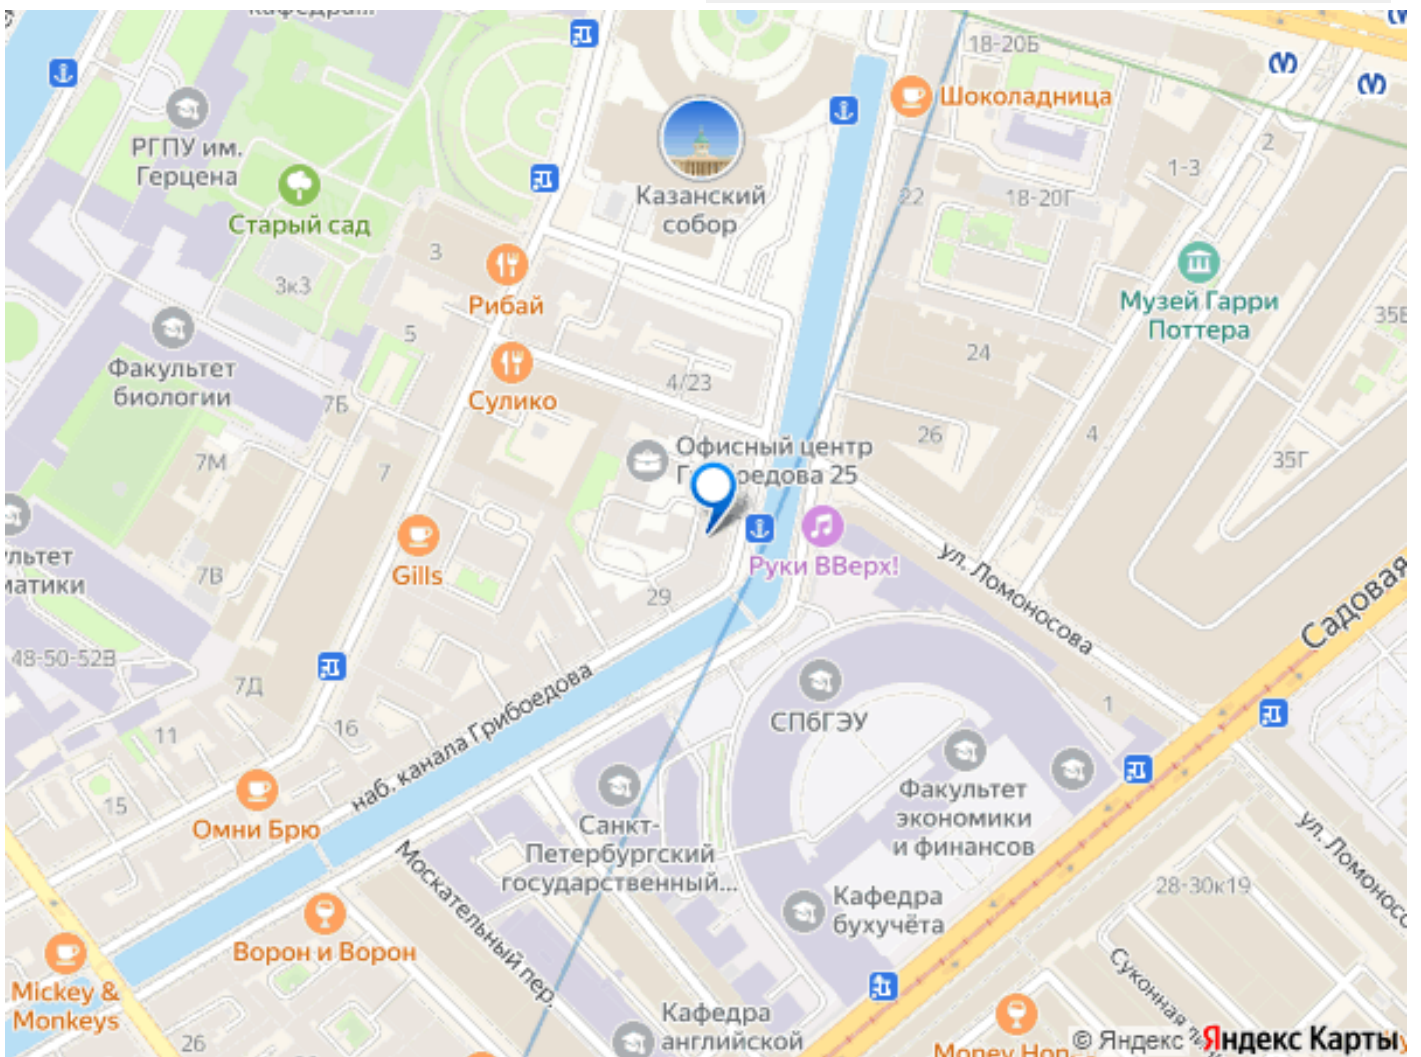 кафедра...
18-20Б
Шоколадница
РГПУ им.
Герцена
Старый сад
Казанский
собор
2
1-3
22
18-20Г
3
3к3
Рибай
Музей Гарри
Поттера
35Б
5
Факультет
биологии
7Б
Сулико
4/23
24
26
4
35Г
7М
7
Офисный центр
Грибоедова 25
Руки ВВерх!
ул. Ломоносова
Садовая
7В
Gills
29
48-50-52В
7Д
16
11
15
наб. канала Грибоедова
СПбГЭУ
1
Омни Брю
Факультет
экономики
и финансов
Санкт-
Петербургский
государственный...
Москательный пер.
ул. Ломонос
28-30к19
Кафедра
бухучёта
Ворон и Ворон
Суконная
Mickey &
Monkeys
26
Кафедра
английской
© Яндекс
Яндекс Карты